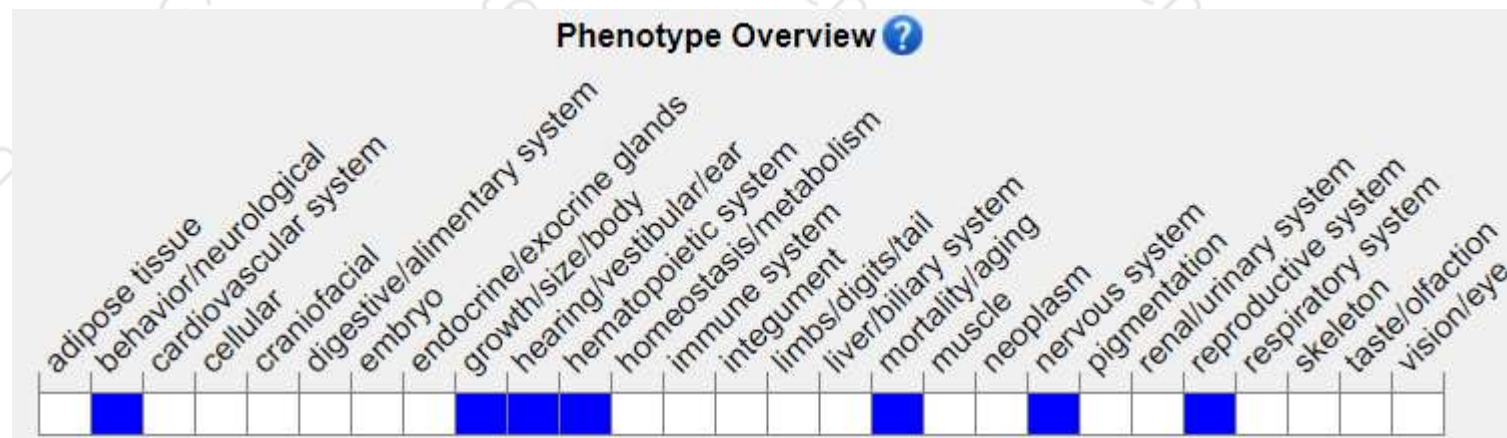 Phenotype Overview ?
adipose tissue
behavior/neurological
cardiovascular system
cellular
craniofacial
digestive/alimentary system
embryo
endocrine/exocrine glands
growth/size/body
hearing/vestibular/ear
hematopoietic system
homeostasis/metabolism
immune system
integument
limbs/digits/tail
liver/biliary system
mortality/aging
muscle
neoplasm
nervous system
pigmentation
renal/urinary system
reproductive system
respiratory system
skeleton
taste/olfaction
vision/eye